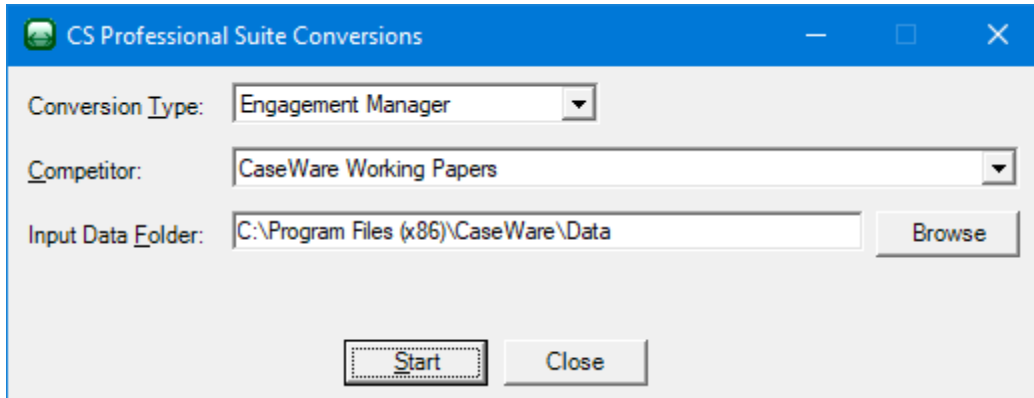 CS Professional Suite Conversions
Conversion Type: Engagement Manager
Competitor: CaseWare Working Papers
Input Data Folder: C:\Program Files (x86)\CaseWare\Data Browse
Start Close